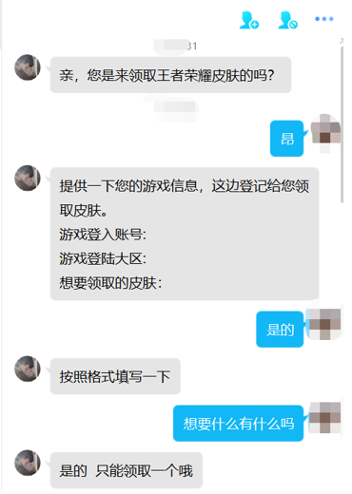 31
亲，您是来领取王者荣耀皮肤的吗？
昂
提供一下您的游戏信息，这边登记给您领
取皮肤。
游戏登入账号：
游戏登陆大区：
想要领取的皮肤：
是的
按照格式填写一下
想要什么有什么吗
是的  只能领取一个哦